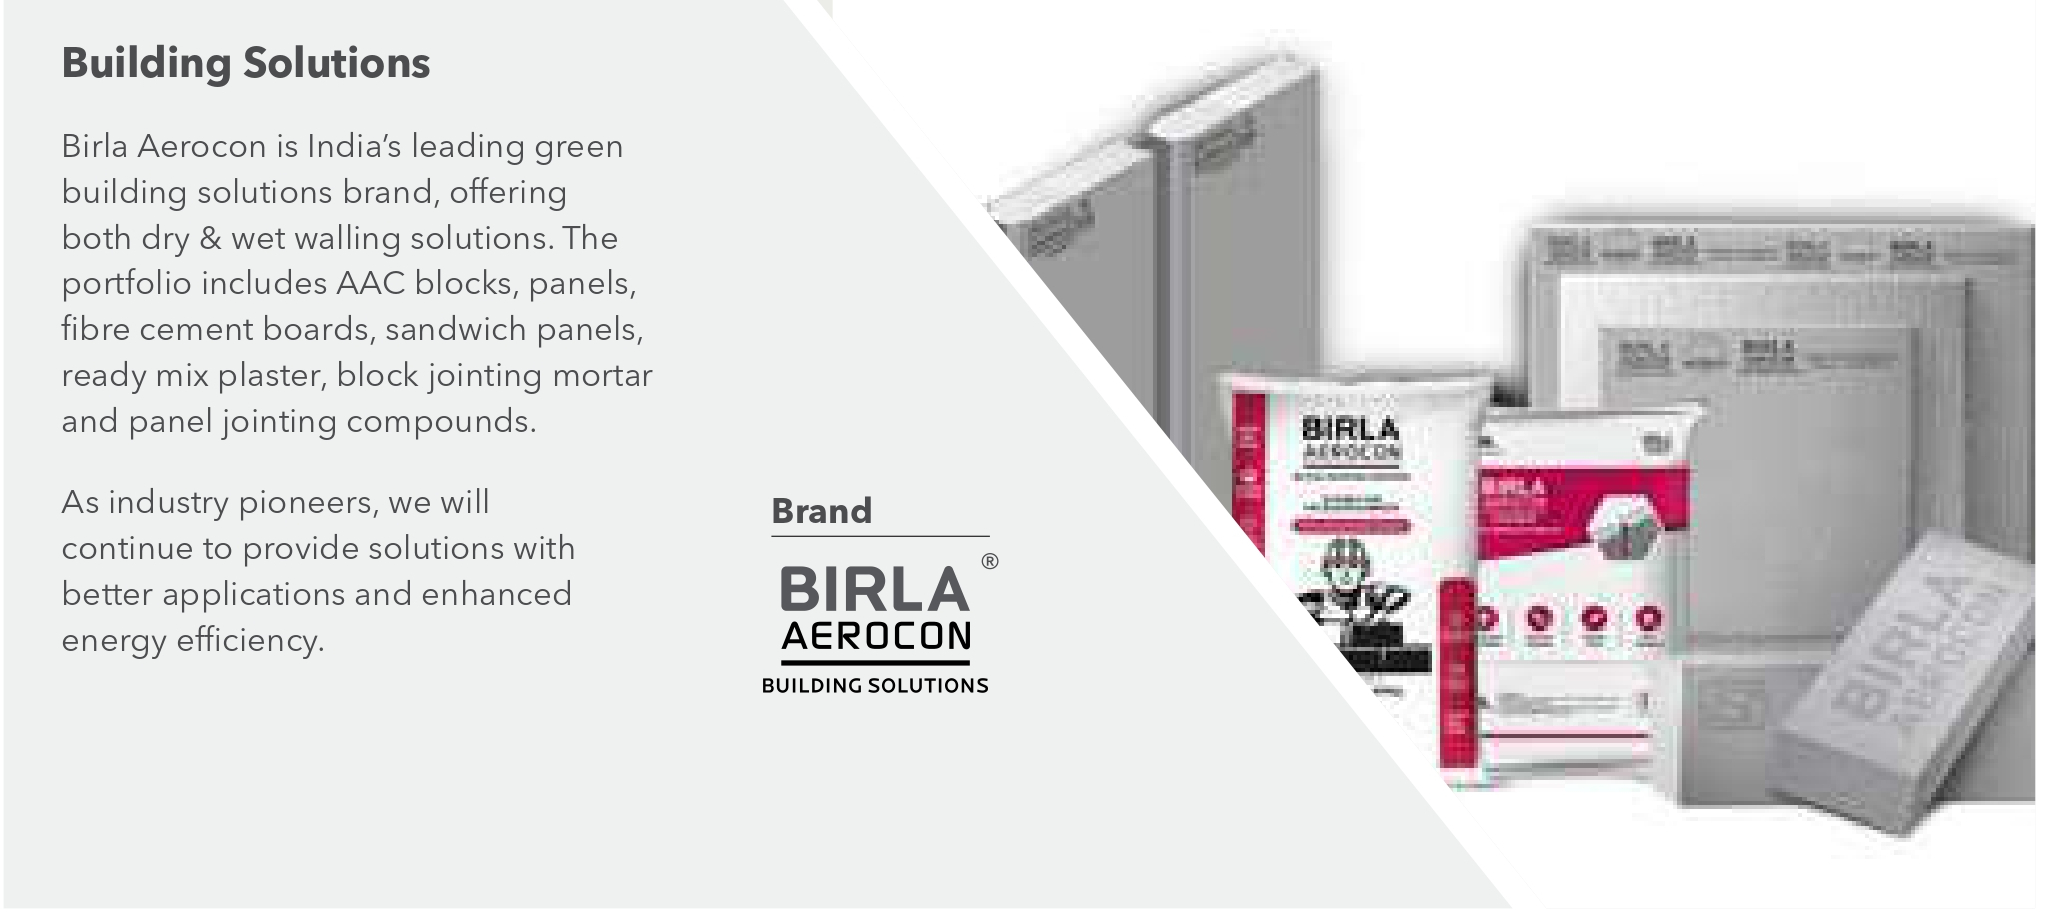 Building Solutions
Birla Aerocon is India’s leading green
building solutions brand, offering
both dry & wet walling solutions. The
portfolio includes AAC blocks, panels,
fibre cement boards, sandwich panels,
ready mix plaster, block jointing mortar
and panel jointing compounds.
As industry pioneers, we will
continue to provide solutions with
better applications and enhanced
energy efficiency.
Brand
BIRLA ®
AEROCON
BUILDING SOLUTIONS
BIRLA
AEROCON
BIRLA
BIRLA
AEROCON